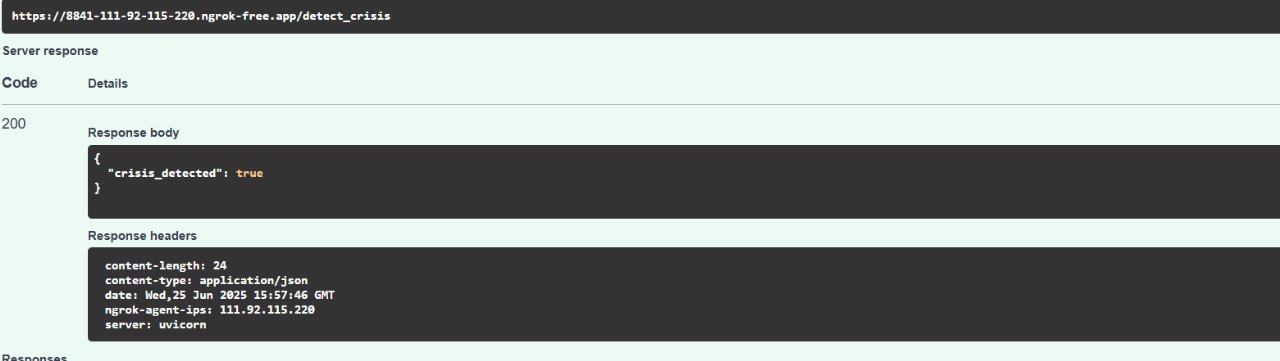 https://8841-111-92-115-220.ngrok-free.app/detect_crisis
Server response
Code Details
200
Response body
{
"crisis_detected": true
}
Response headers
content-length: 24
content-type: application/json
date: Wed,25 Jun 2025 15:57:46 GMT
ngrok-agent-ips: 111.92.115.220
server: uvicorn
Responses